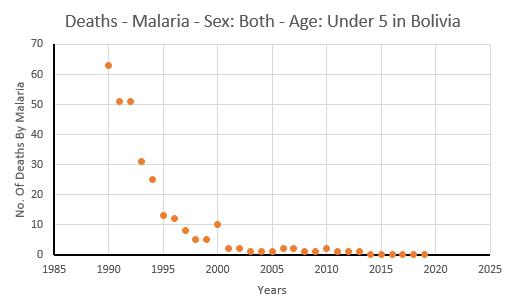 Deaths - Malaria - Sex: Both - Age: Under 5 in Bolivia
70
60
50
40
30
20
10
0
No. Of Deaths By Malaria
1985 1990 1995 2000 2005 2010 2015 2020 2025
Years